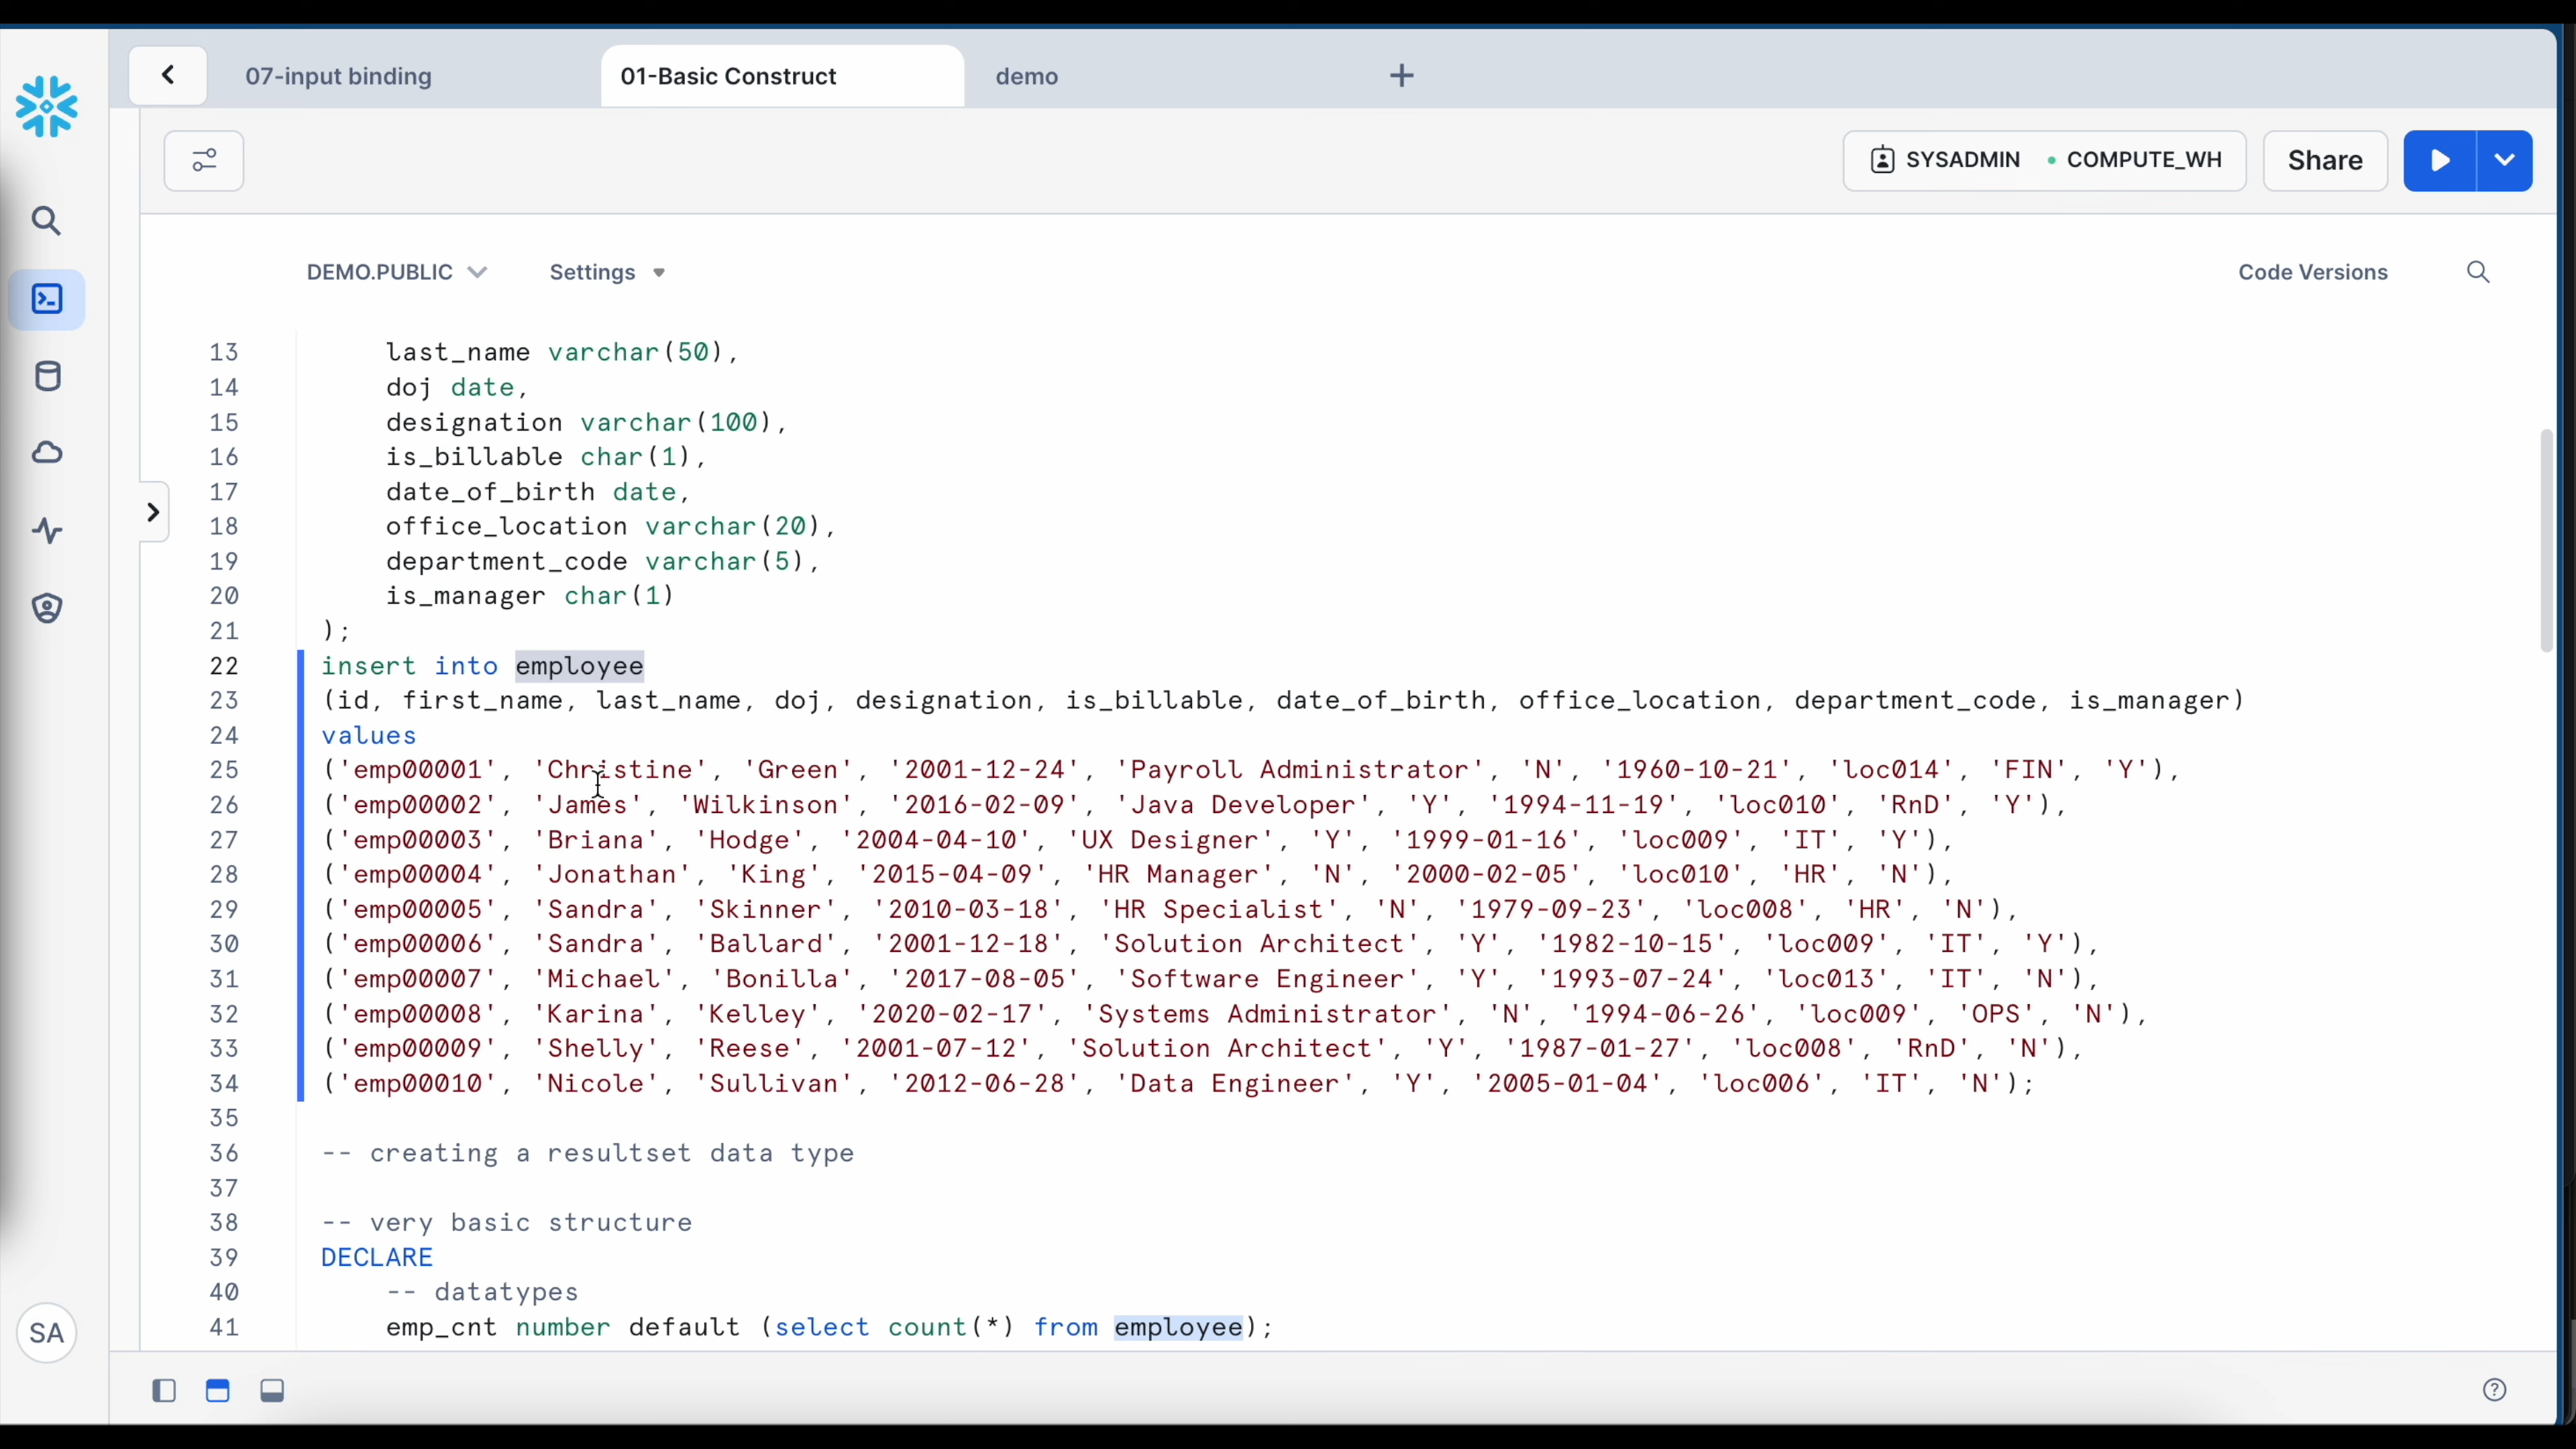 07-input binding
01-Basic Construct
demo
SYSADMIN
COMPUTE_WH
Share
DEMO.PUBLIC
Settings
Code Versions
13 last_name varchar(50),
14 doj date,
15 designation varchar(100),
16 is_billable char(1),
17 date_of_birth date,
18 office_location varchar(20),
19 department_code varchar(5),
20 is_manager char(1)
21 );
22 insert into employee
23 (id, first_name, last_name, doj, designation, is_billable, date_of_birth, office_location, department_code, is_manager)
24 values
25 ('emp00001', 'Christine', 'Green', '2001-12-24', 'Payroll Administrator', 'N', '1960-10-21', 'loc014', 'FIN', 'Y'),
26 ('emp00002', 'James', 'Wilkinson', '2016-02-09', 'Java Developer', 'Y', '1994-11-19', 'loc010', 'RnD', 'Y'),
27 ('emp00003', 'Briana', 'Hodge', '2004-04-10', 'UX Designer', 'Y', '1999-01-16', 'loc009', 'IT', 'Y'),
28 ('emp00004', 'Jonathan', 'King', '2015-04-09', 'HR Manager', 'N', '2000-02-05', 'loc010', 'HR', 'N'),
29 ('emp00005', 'Sandra', 'Skinner', '2010-03-18', 'HR Specialist', 'N', '1979-09-23', 'loc008', 'HR', 'N'),
30 ('emp00006', 'Sandra', 'Ballard', '2001-12-18', 'Solution Architect', 'Y', '1982-10-15', 'loc009', 'IT', 'Y'),
31 ('emp00007', 'Michael', 'Bonilla', '2017-08-05', 'Software Engineer', 'Y', '1993-07-24', 'loc013', 'IT', 'N'),
32 ('emp00008', 'Karina', 'Kelley', '2020-02-17', 'Systems Administrator', 'N', '1994-06-26', 'loc009', 'OPS', 'N'),
33 ('emp00009', 'Shelly', 'Reese', '2001-07-12', 'Solution Architect', 'Y', '1987-01-27', 'loc008', 'RnD', 'N'),
34 ('emp00010', 'Nicole', 'Sullivan', '2012-06-28', 'Data Engineer', 'Y', '2005-01-04', 'loc006', 'IT', 'N');
35
36 -- creating a resultset data type
37
38 -- very basic structure
39 DECLARE
40 -- datatypes
41 emp_cnt number default (select count(*) from employee);
SA